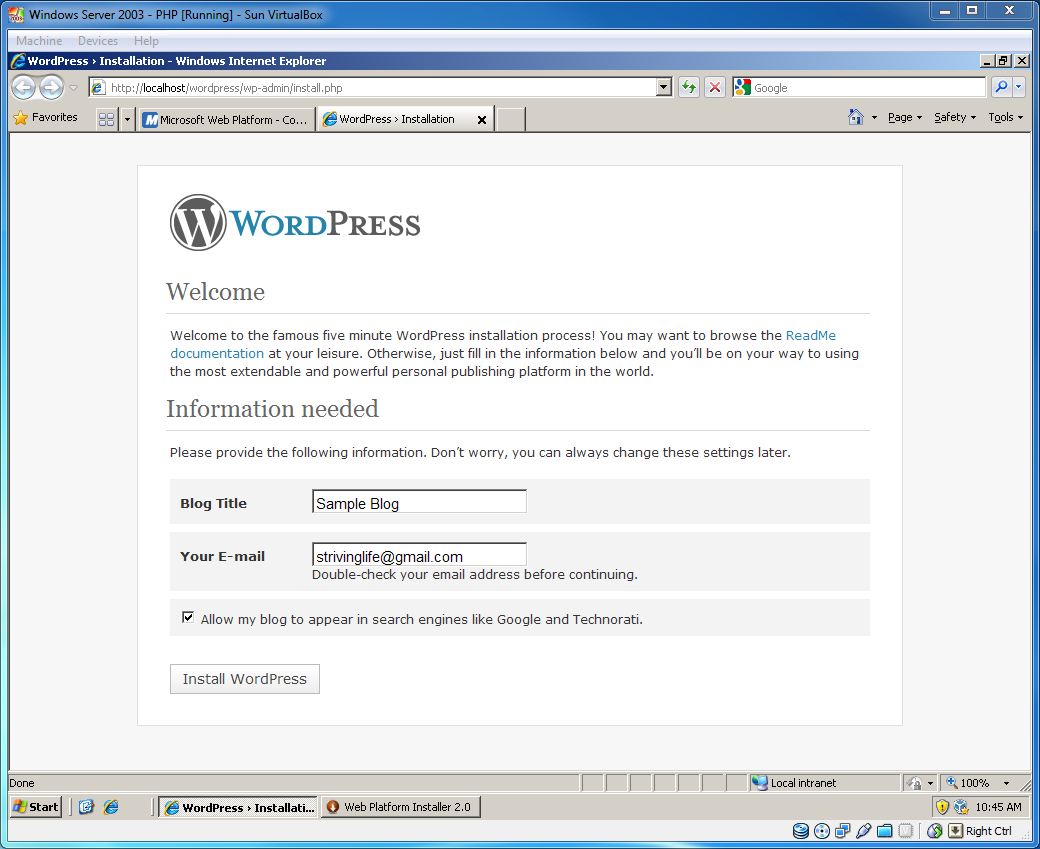 Windows Server 2003 - PHP [Running] - Sun VirtualBox
Machine Devices Help
WordPress › Installation - Windows Internet Explorer
http://localhost/wordpress/wp-admin/install.php
Google
Favorites
Microsoft Web Platform - Co...
WordPress › Installation
Page
Safety
Tools
WORDPRESS
Welcome
Welcome to the famous five minute WordPress installation process! You may want to browse the ReadMe
documentation at your leisure. Otherwise, just fill in the information below and you’ll be on your way to using
the most extendable and powerful personal publishing platform in the world.
Information needed
Please provide the following information. Don’t worry, you can always change these settings later.
Blog Title
Sample Blog
Your E-mail
strivinglife@gmail.com
Double-check your email address before continuing.
Allow my blog to appear in search engines like Google and Technorati.
Install WordPress
Done
Local intranet
100%
Start
WordPress › Installati...
Web Platform Installer 2.0
10:45 AM
Right Ctrl